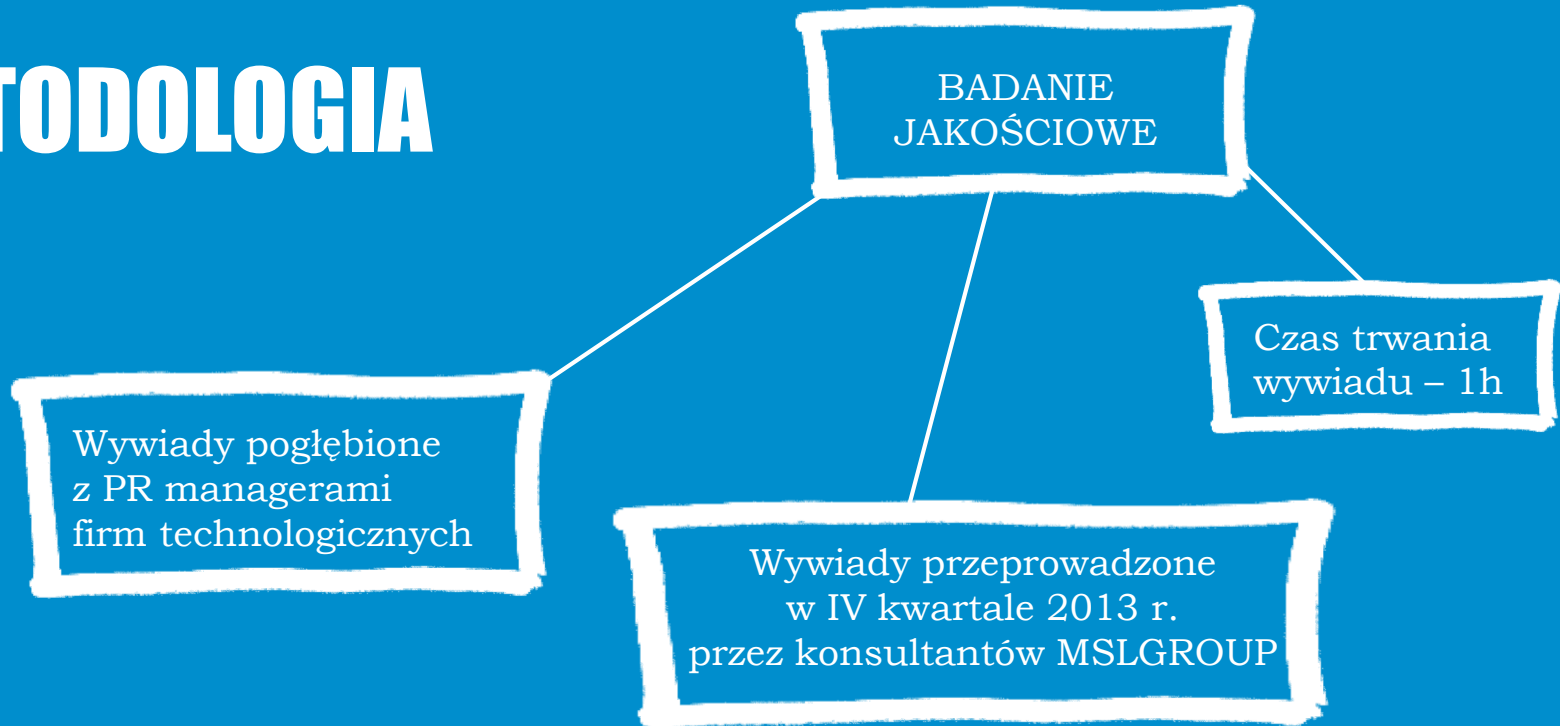 TODOLOGIA
BADANIE
JAKOŚCIOWE
Czas trwania
wywiadu – 1h
Wywiady pogłębione
z PR managerami
firm technologicznych
Wywiady przeprowadzone
w IV kwartale 2013 r.
przez konsultantów MSLGROUP